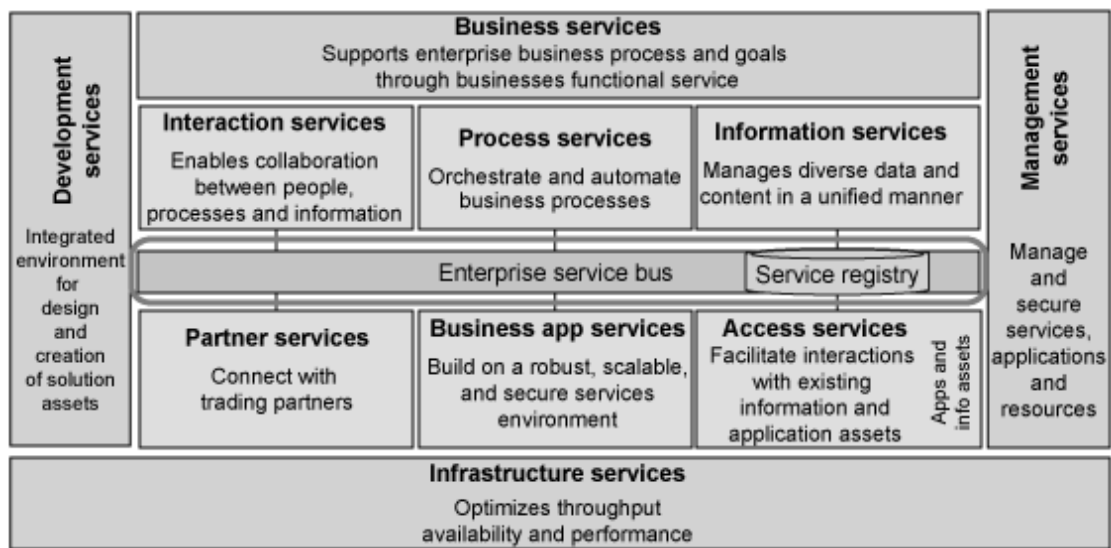 Development
services
Integrated
environment
for
design
and
creation
of solution
assets
Business services
Supports enterprise business process and goals
through businesses functional service
Interaction services
Enables collaboration
between people,
processes and information
Process services
Orchestrate and automate
business processes
Information services
Manages diverse data and
content in a unified manner
Enterprise service bus
Service registry
Partner services
Connect with
trading partners
Business app services
Build on a robust, scalable,
and secure services
environment
Access services
Facilitate interactions
with existing
information and
application assets
Apps and
info assets
Management
services
Manage
and
secure
services,
applications
and
resources
Infrastructure services
Optimizes throughput
availability and performance